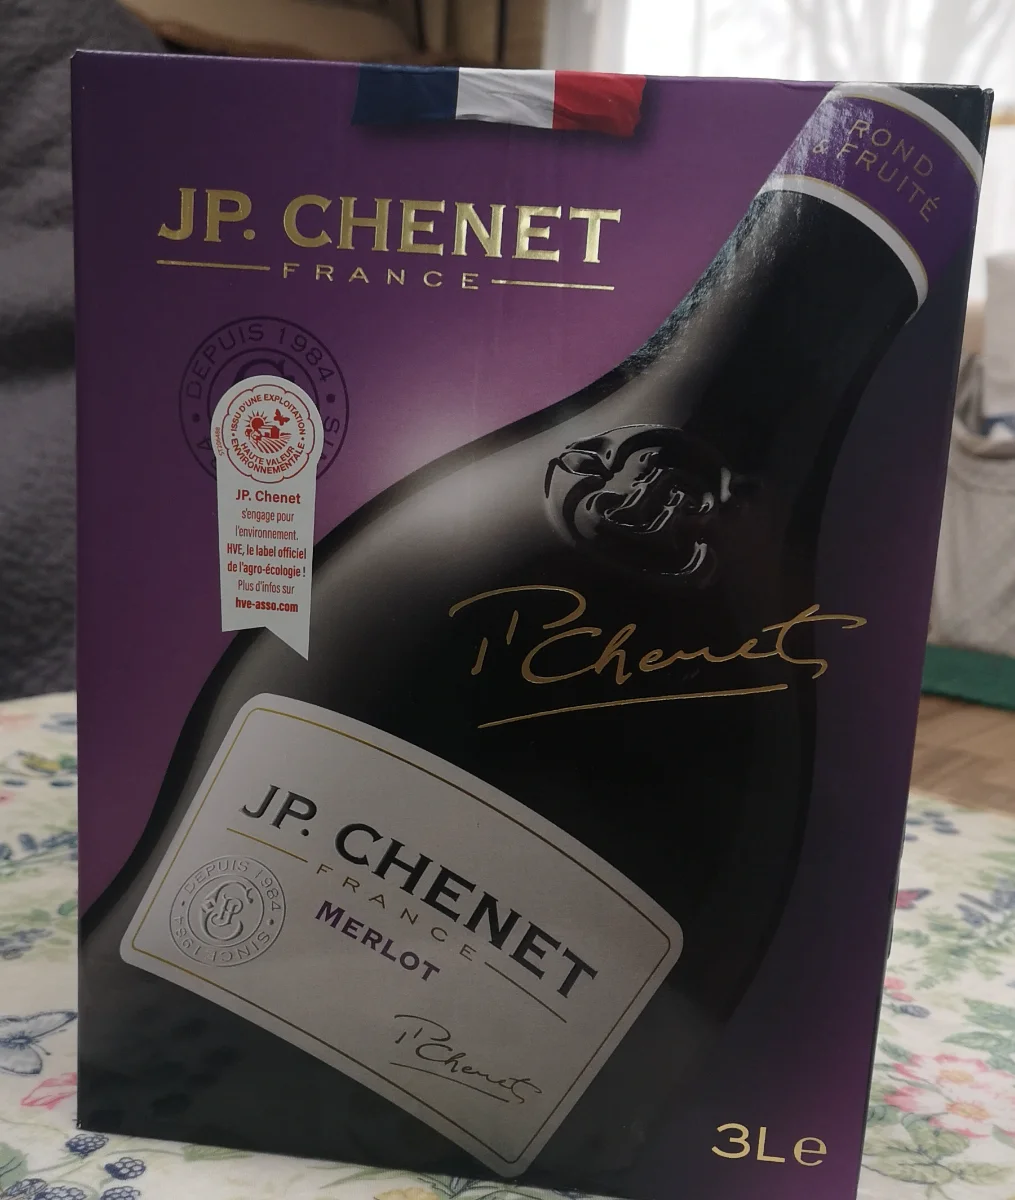 ROND
& FRUITÉ
JP. CHENET
FRANCE
DEPUIS 1984
ISSU D'UNE EXPLOITATION
HAUTE VALEUR
ENVIRONNEMENTALE
JP. Chenet
s'engage pour
l'environnement.
HVE, le label officiel
de l'agro-écologie !
Plus d'infos sur
hve-asso.com
JP Chenet
JP. CHENET
FRANCE
MERLOT
DEPUIS 1984
SINCE 1984
JP Chenet
3L℮